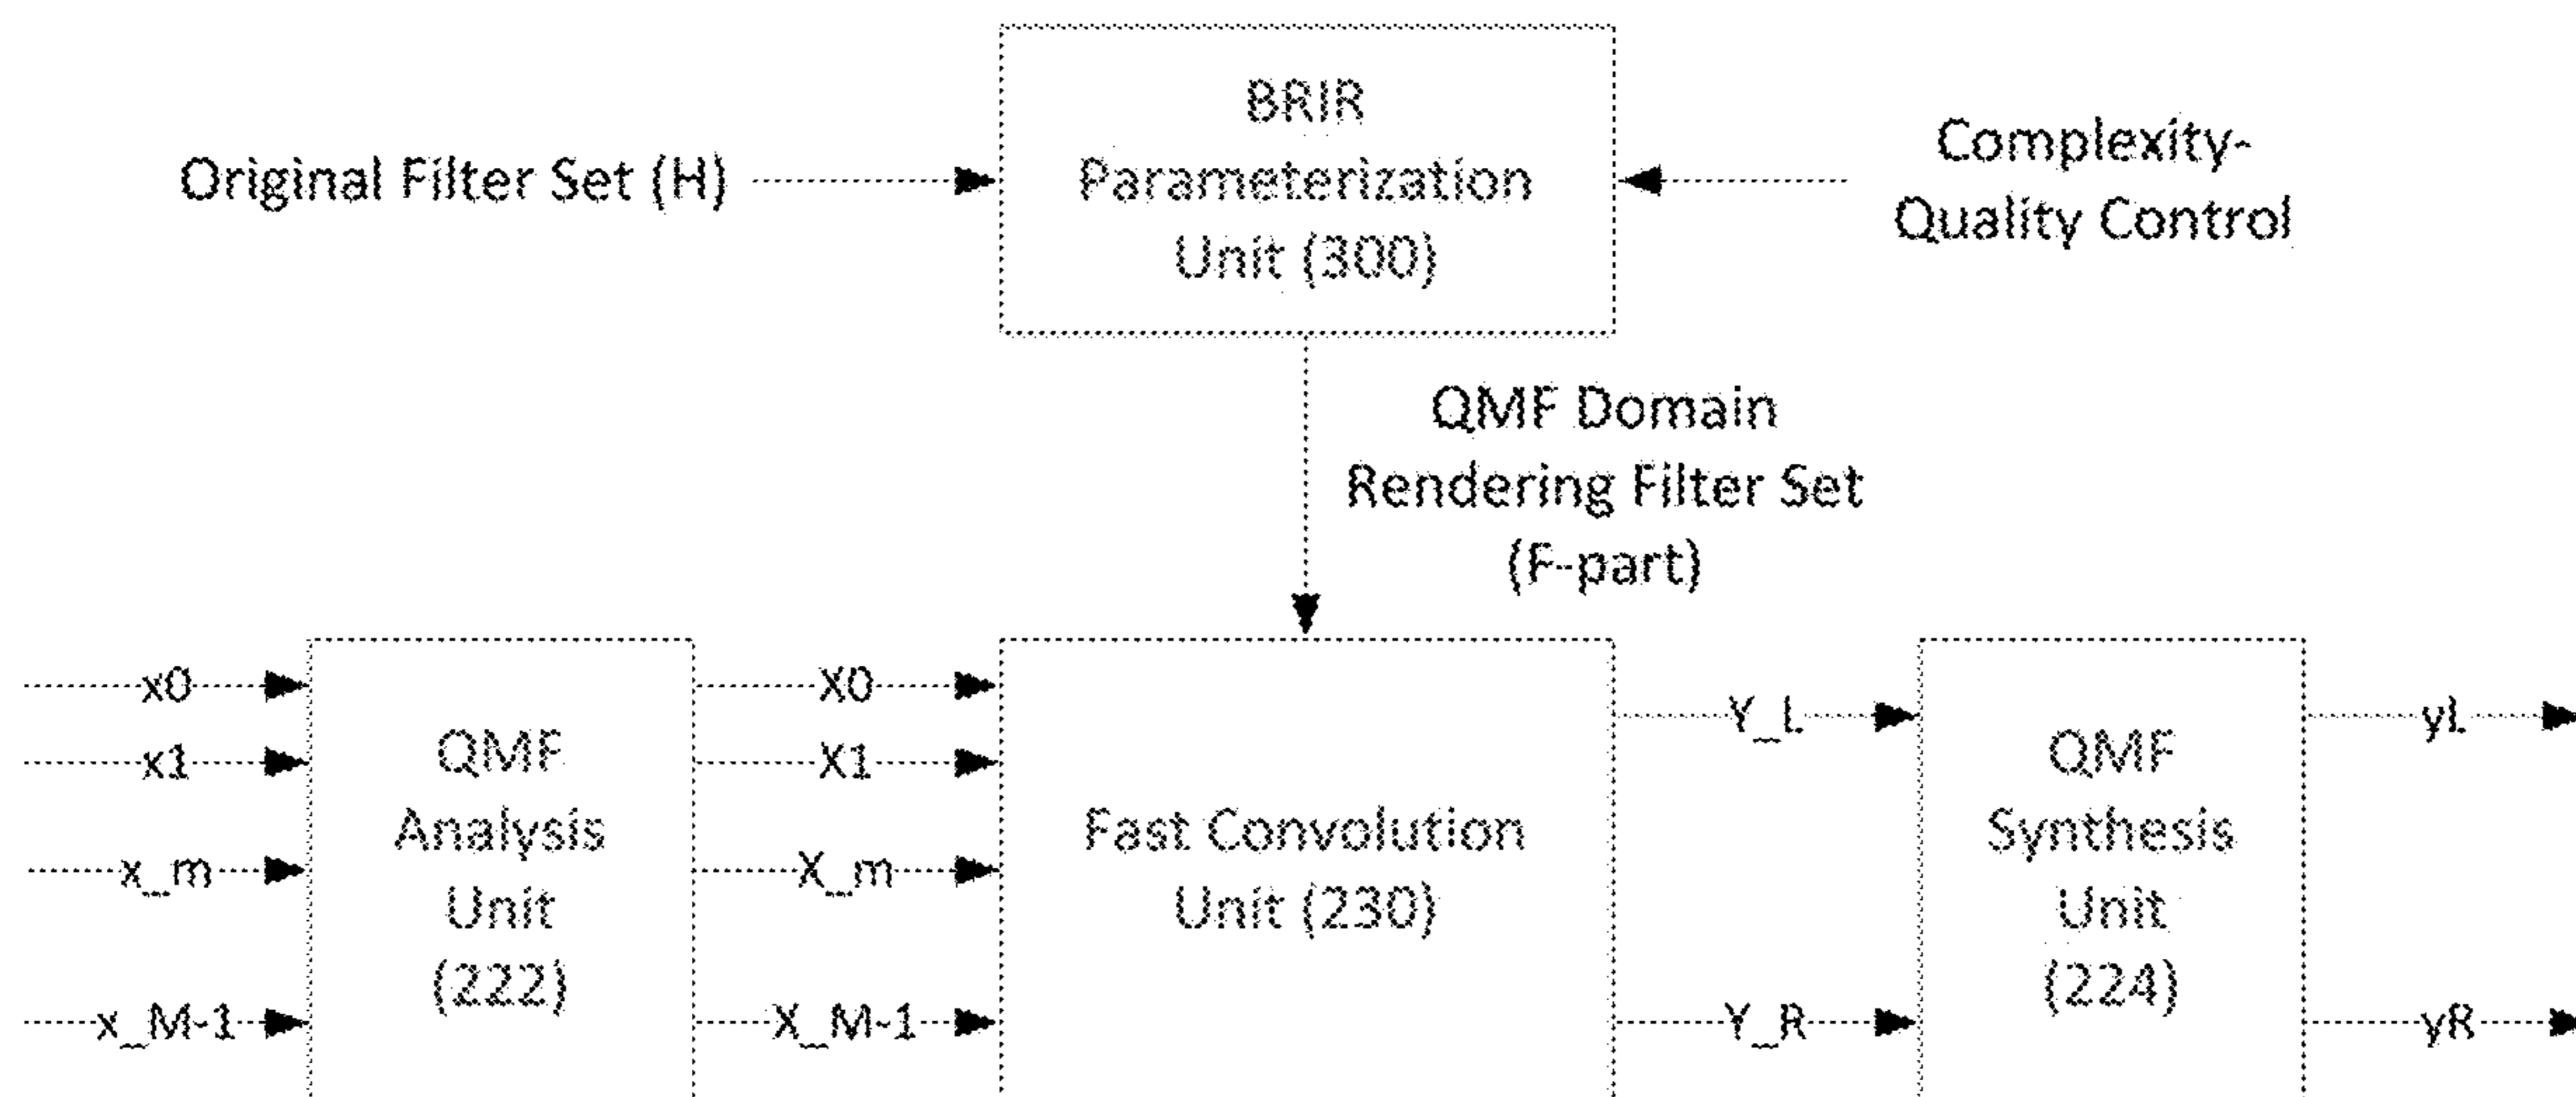 BRIR
Parameterization
Unit (300)
Original Filter Set (H)
Complexity-
Quality Control
QMF Domain
Rendering Filter Set
(F-part)
x0
x1
x_m
x_M-1
QMF
Analysis
Unit
(222)
X0
X1
X_m
X_M-1
Fast Convolution
Unit (230)
Y_L
Y_R
QMF
Synthesis
Unit
(224)
yL
yR